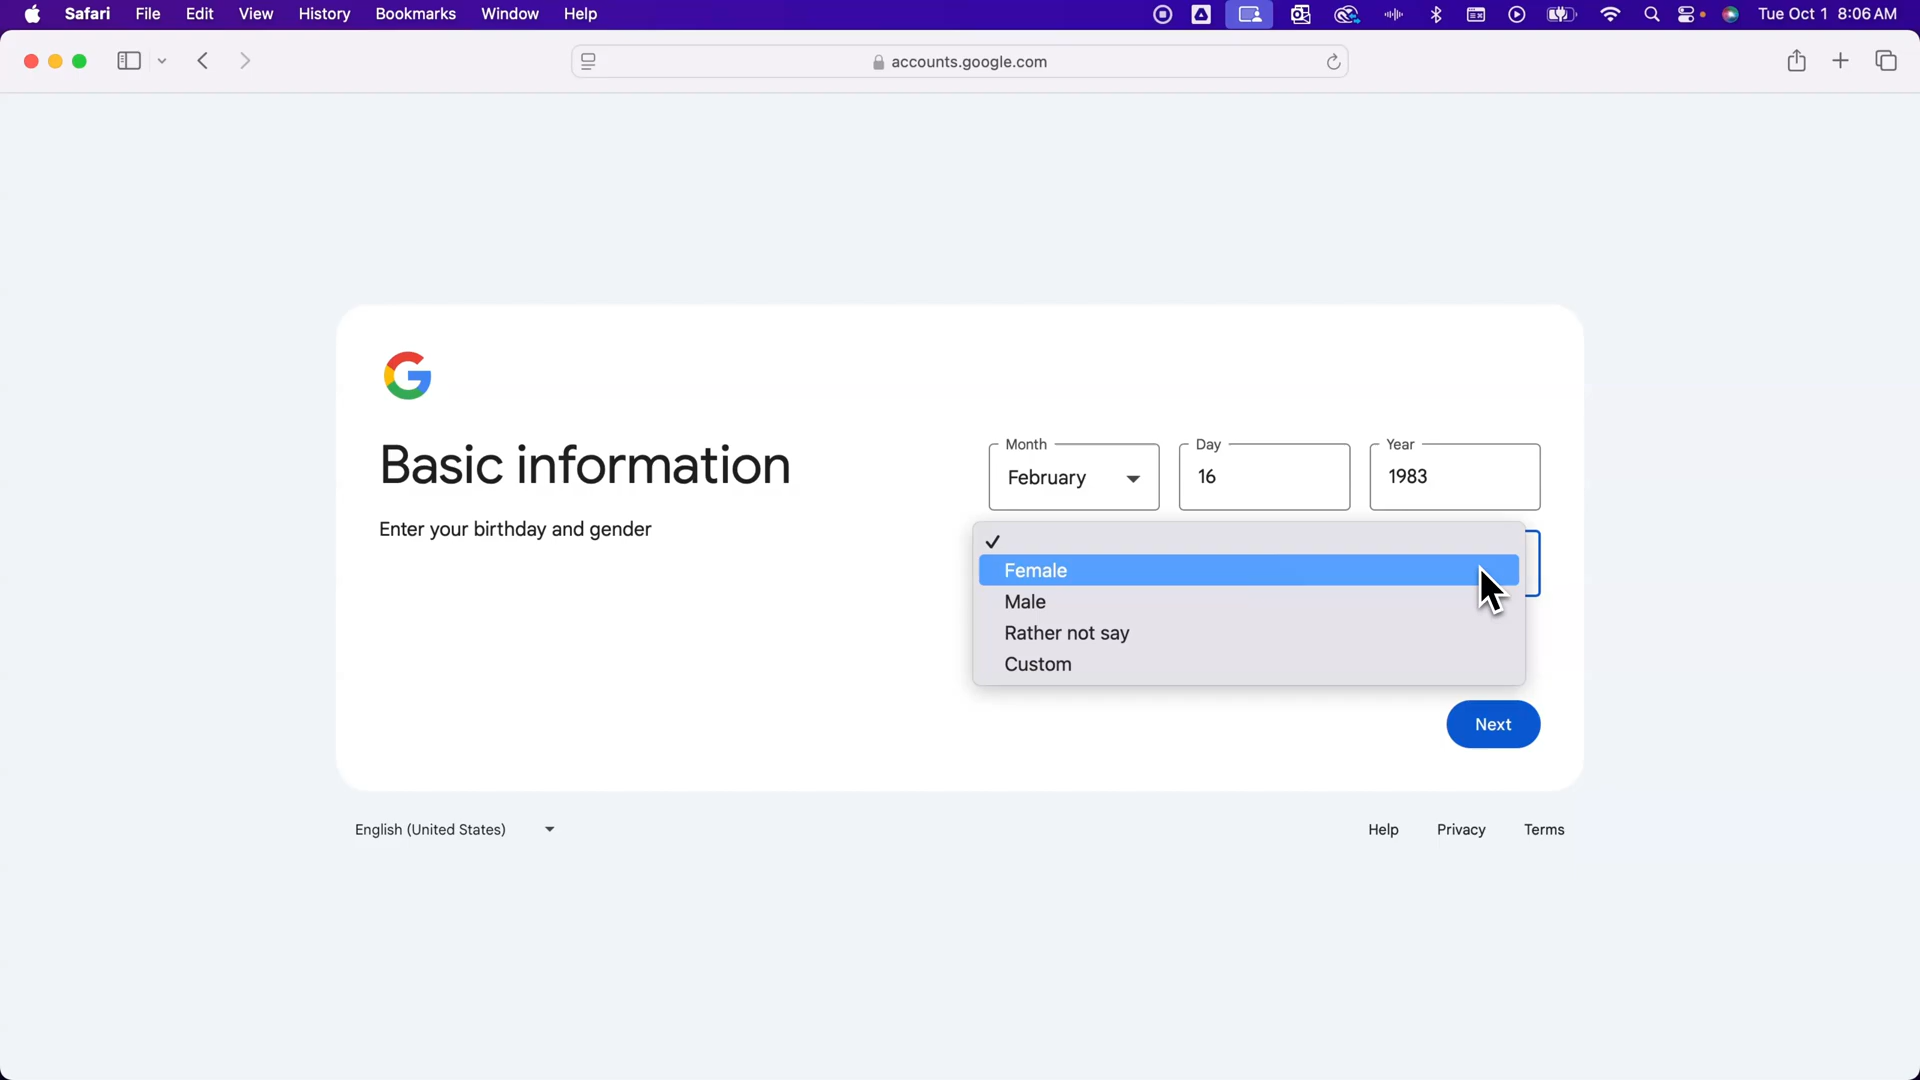 Safari File Edit View History Bookmarks Window Help Tue Oct 1 8:06 AM
accounts.google.com
Basic information
Enter your birthday and gender
Month Day Year
February 16 1983
✓
Female
Male
Rather not say
Custom
Next
English (United States) Help Privacy Terms